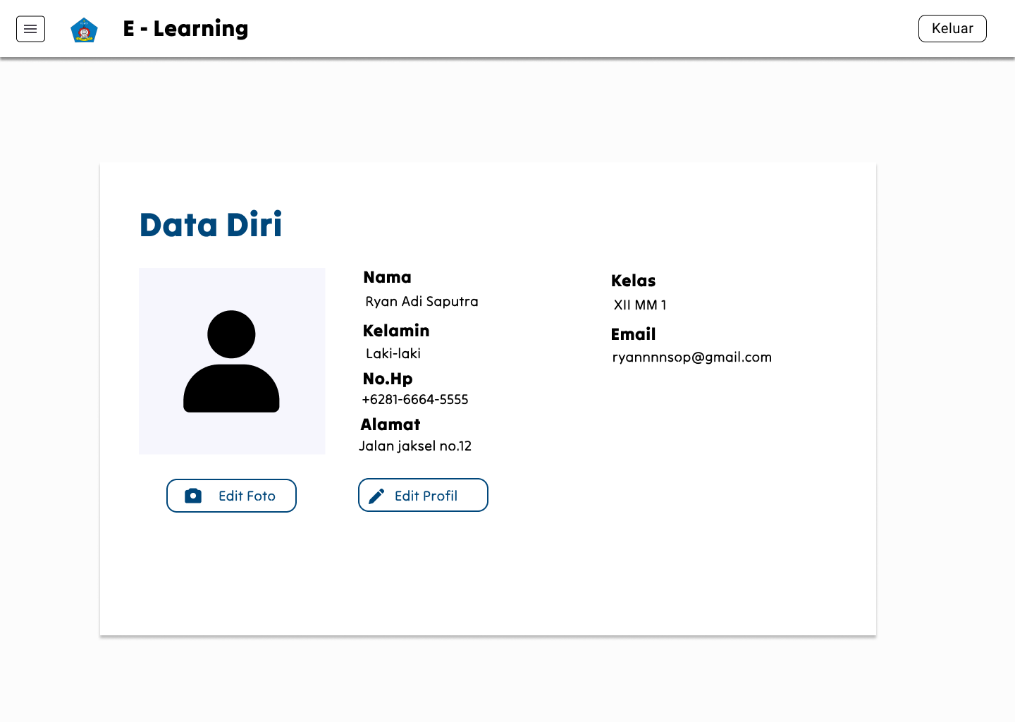 E - Learning
Keluar
Data Diri
Nama
Ryan Adi Saputra
Kelamin
Laki-laki
No.Hp
+6281-6664-5555
Alamat
Jalan jaksel no.12
Kelas
XII MM 1
Email
ryannnnsop@gmail.com
Edit Foto
Edit Profil